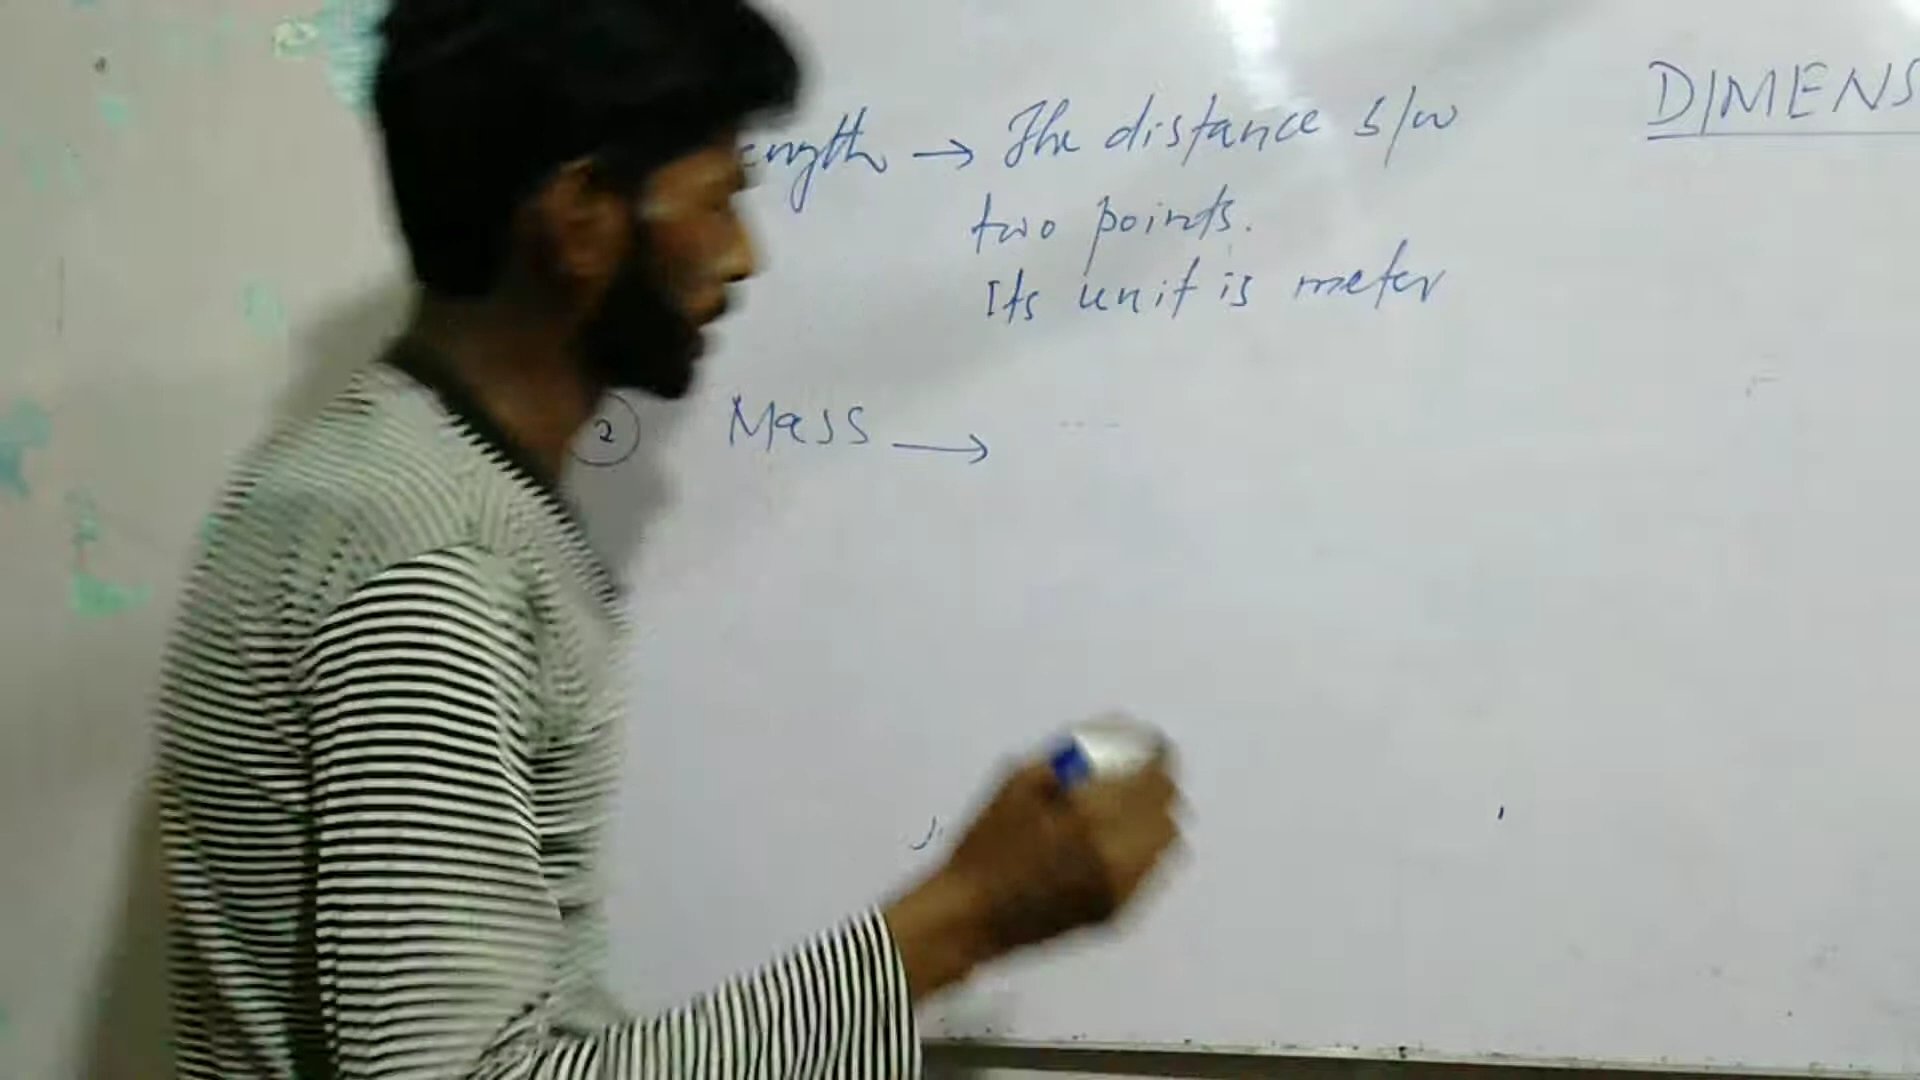 ength → The distance b/w
two points.
Its unit is meter
DIMENS
② Mass →